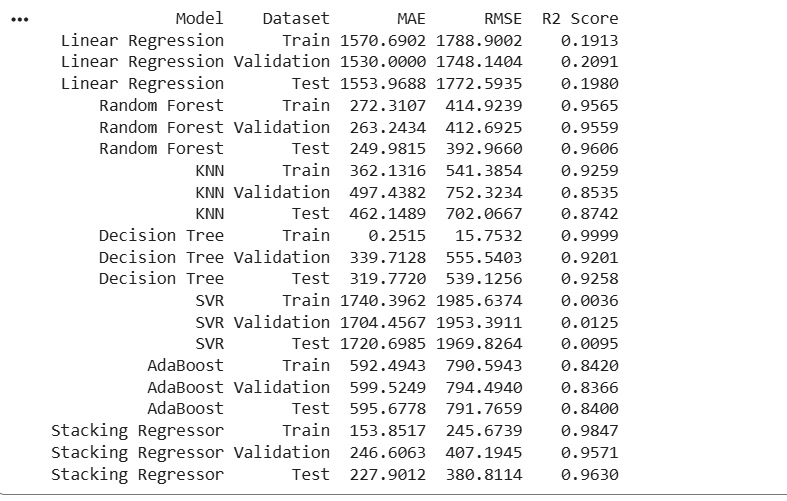 Model Dataset MAE RMSE R2 Score
Linear Regression Train 1570.6902 1788.9002 0.1913
Linear Regression Validation 1530.0000 1748.1404 0.2091
Linear Regression Test 1553.9688 1772.5935 0.1980
Random Forest Train 272.3107 414.9239 0.9565
Random Forest Validation 263.2434 412.6925 0.9559
Random Forest Test 249.9815 392.9660 0.9606
KNN Train 362.1316 541.3854 0.9259
KNN Validation 497.4382 752.3234 0.8535
KNN Test 462.1489 702.0667 0.8742
Decision Tree Train 0.2515 15.7532 0.9999
Decision Tree Validation 339.7128 555.5403 0.9201
Decision Tree Test 319.7720 539.1256 0.9258
SVR Train 1740.3962 1985.6374 0.0036
SVR Validation 1704.4567 1953.3911 0.0125
SVR Test 1720.6985 1969.8264 0.0095
AdaBoost Train 592.4943 790.5943 0.8420
AdaBoost Validation 599.5249 794.4940 0.8366
AdaBoost Test 595.6778 791.7659 0.8400
Stacking Regressor Train 153.8517 245.6739 0.9847
Stacking Regressor Validation 246.6063 407.1945 0.9571
Stacking Regressor Test 227.9012 380.8114 0.9630